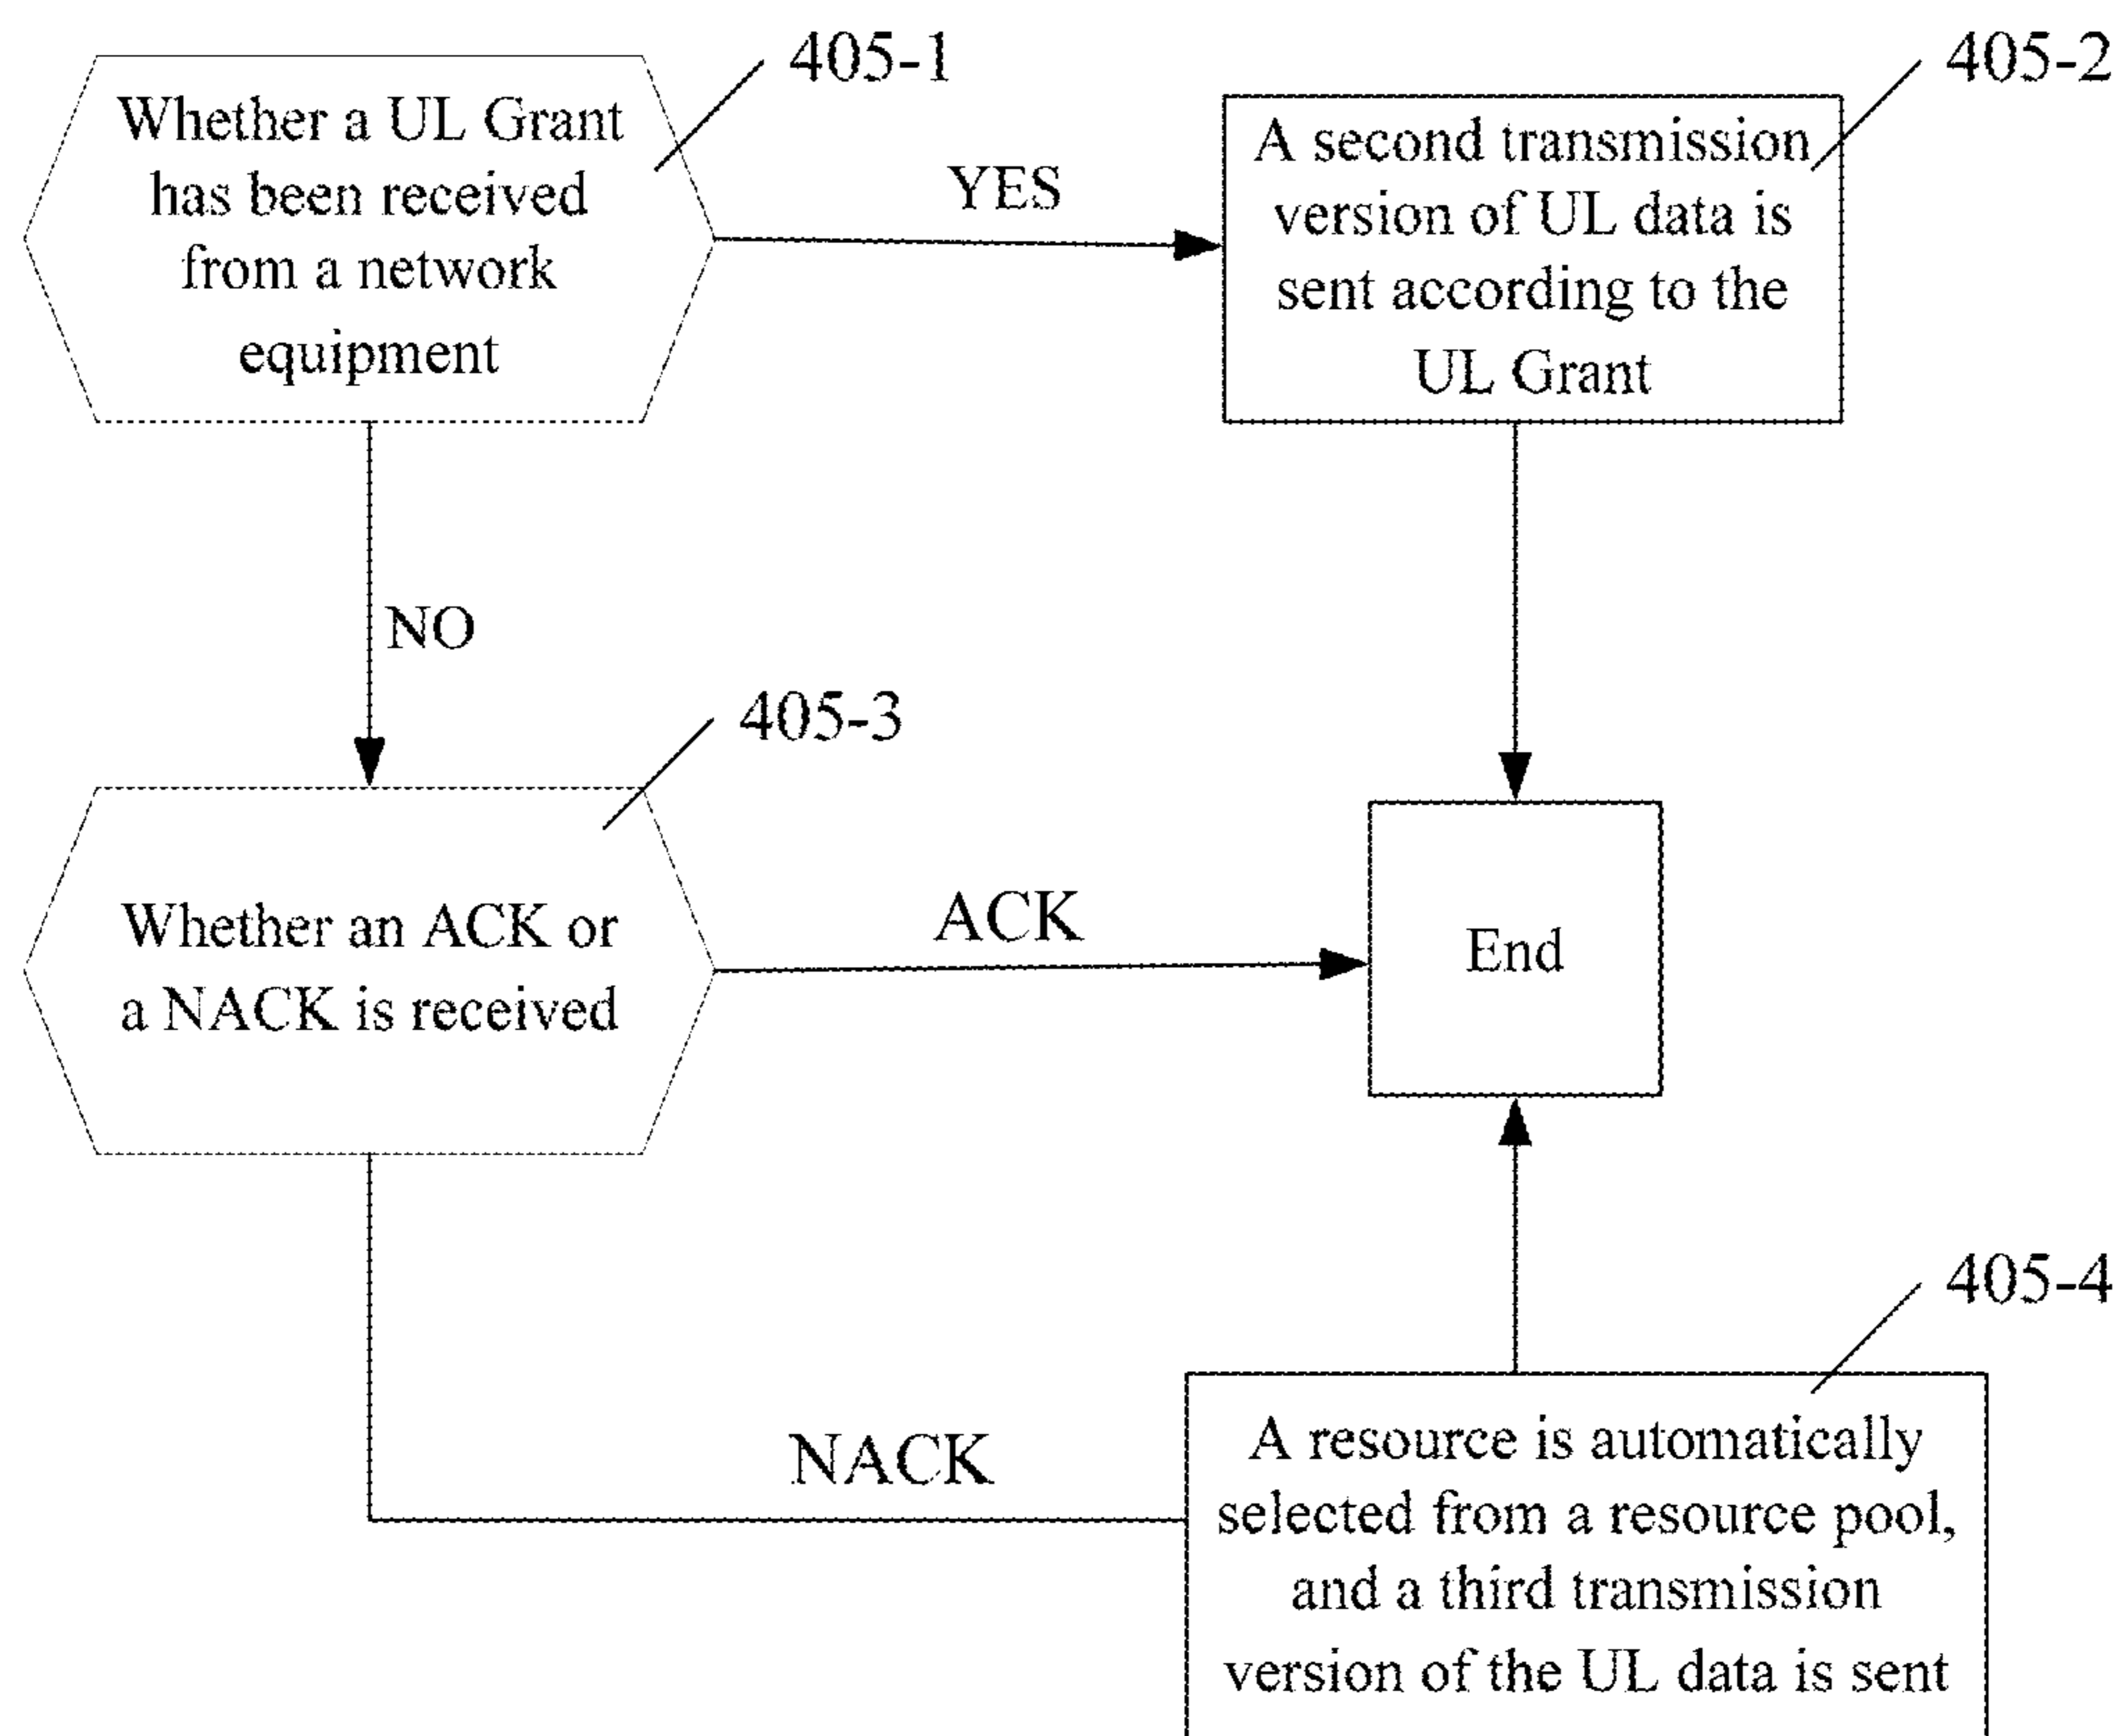 405-1
Whether a UL Grant
has been received
from a network
equipment
YES
405-2
A second transmission
version of UL data is
sent according to the
UL Grant
NO
405-3
Whether an ACK or
a NACK is received
ACK
End
NACK
405-4
A resource is automatically
selected from a resource pool,
and a third transmission
version of the UL data is sent